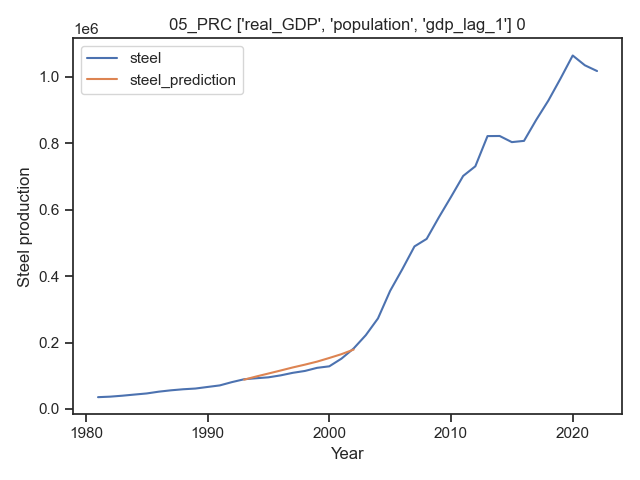 05_PRC ['real_GDP', 'population', 'gdp_lag_1'] 0
1e6
steel
steel_prediction
1.0
0.8
0.6
0.4
0.2
0.0
Steel production
1980 1990 2000 2010 2020
Year